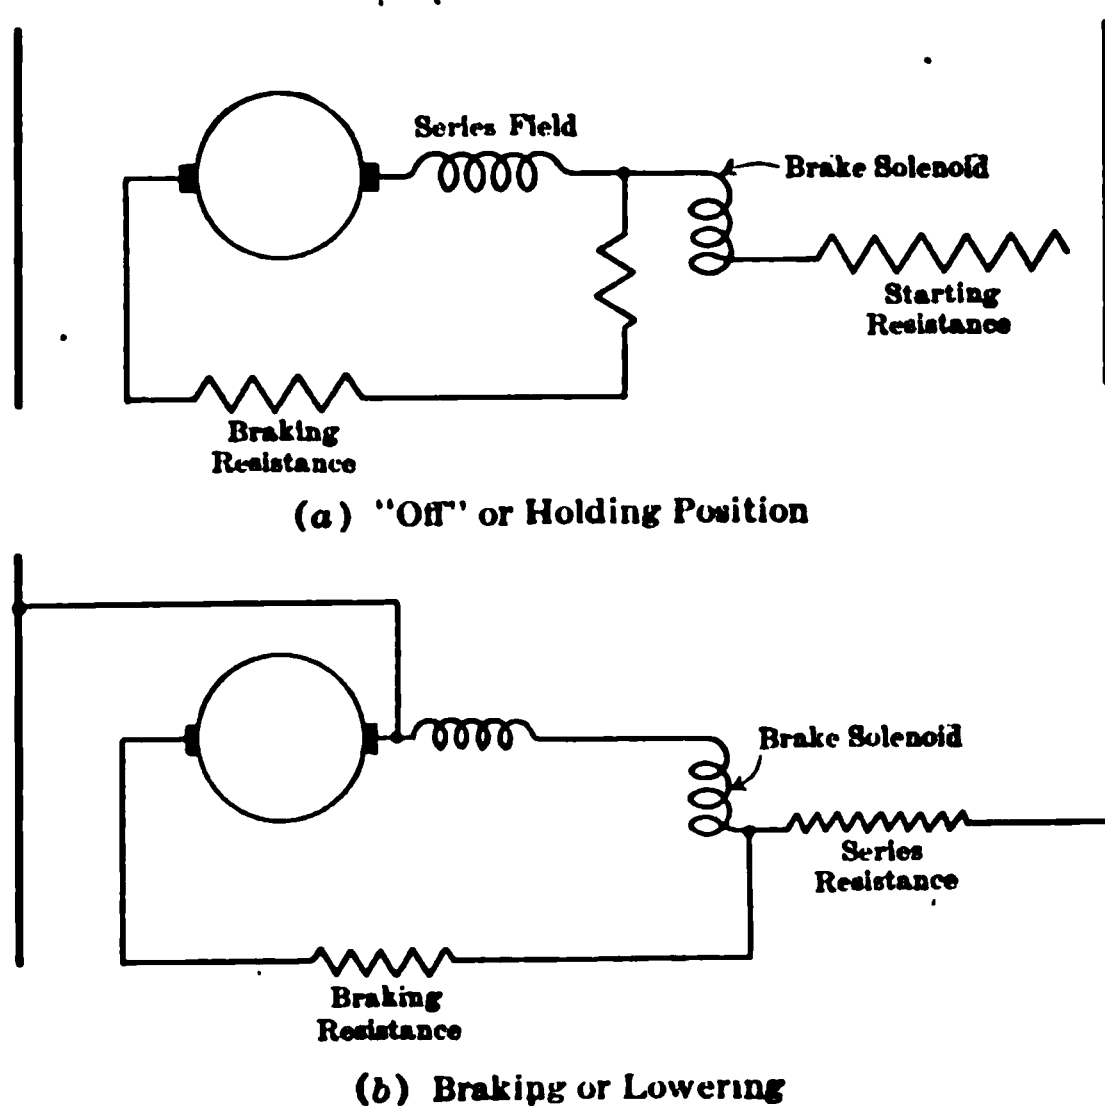 Series Field
Brake Solenoid
Starting
Resistance
Braking
Resistance
(a) "Off" or Holding Position
Brake Solenoid
Series
Resistance
Braking
Resistance
(b) Braking or Lowering